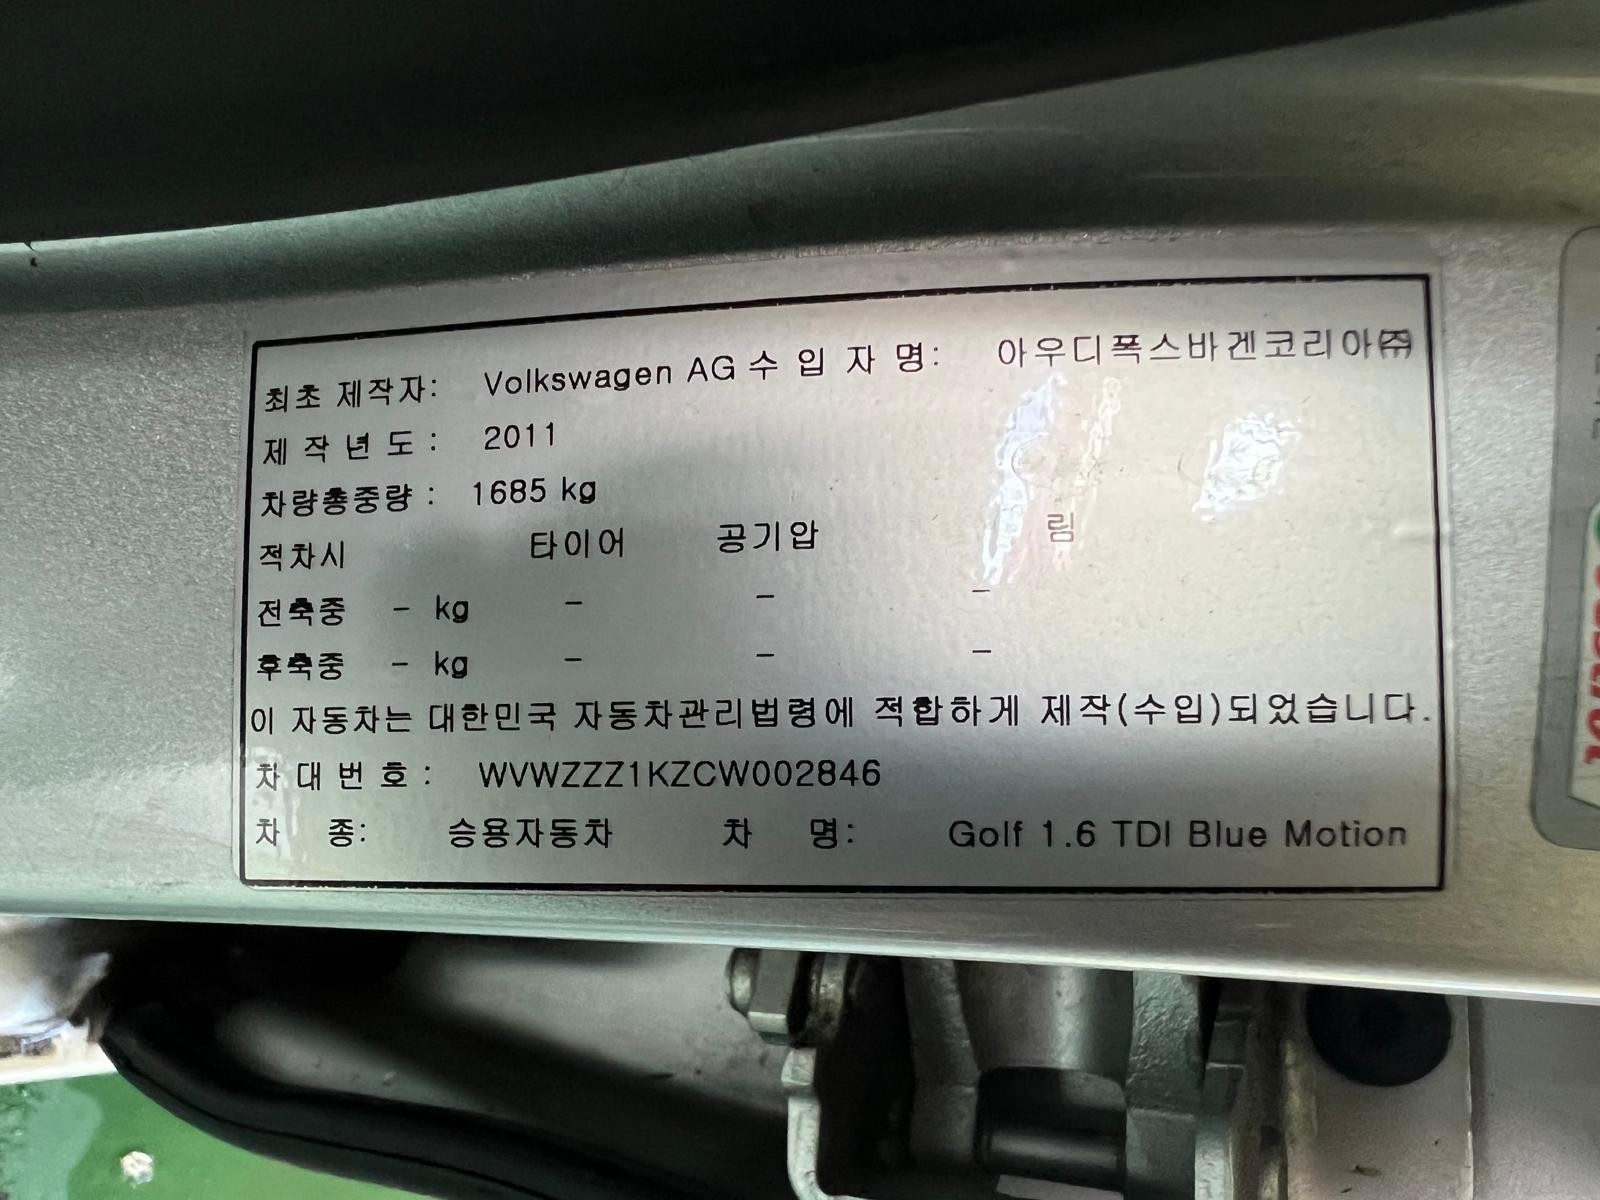 최초 제작자: Volkswagen AG 수 입 자 명: 아우디폭스바겐코리아㈜
제 작 년 도 : 2011
차량총중량 : 1685 kg
적차시 타이어 공기압 림
전축중 - kg - - -
후축중 - kg - - -
이 자동차는 대한민국 자동차관리법령에 적합하게 제작(수입)되었습니다.
차 대 번 호 : WVWZZZ1KZCW002846
차 종: 승용자동차 차 명: Golf 1.6 TDI Blue Motion